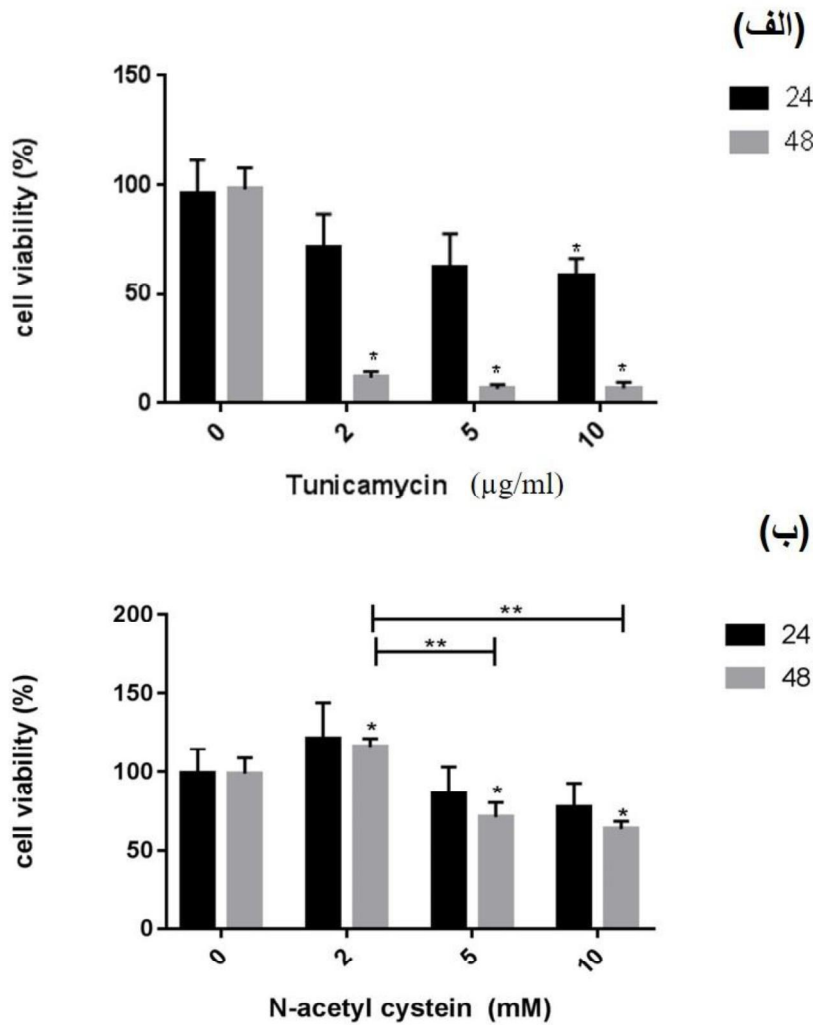 (الف)
24
48
150
100
50
0
cell viability (%)
*
* * *
0 2 5 10
Tunicamycin (µg/ml)
(ب)
24
48
200
150
100
50
0
cell viability (%)
**
**
* * *
0 2 5 10
N-acetyl cystein (mM)